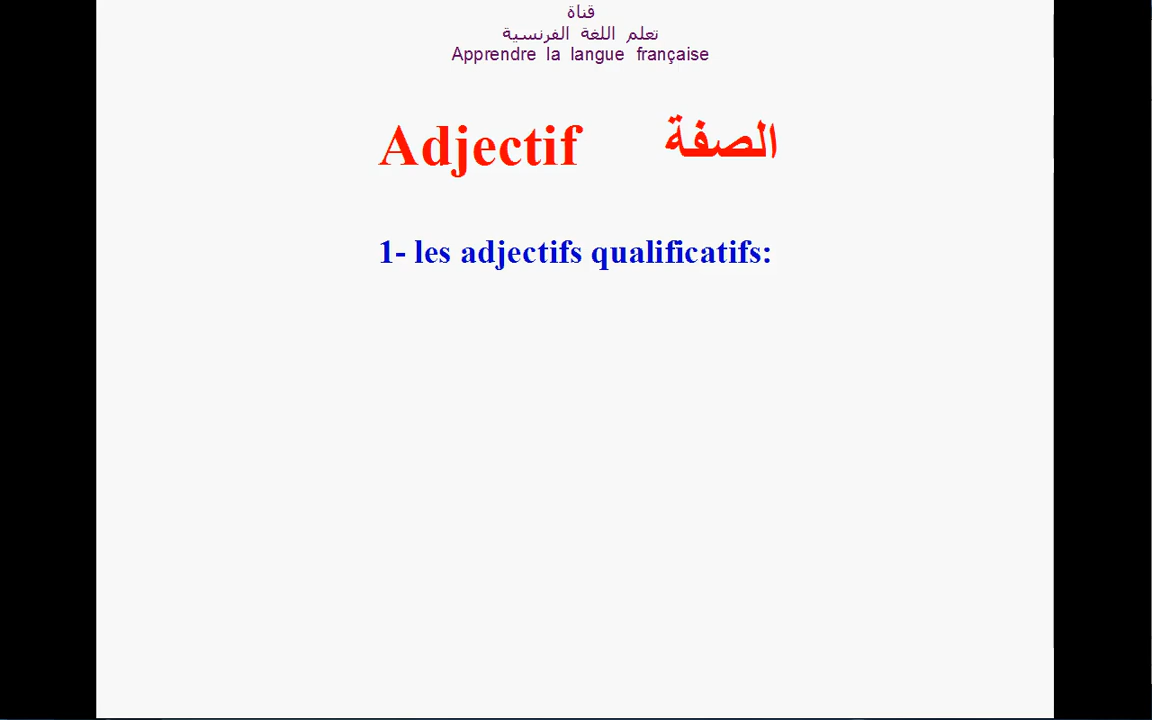 قناة
تعلم اللغة الفرنسية
Apprendre la langue française
Adjectif الصفة
1- les adjectifs qualificatifs: